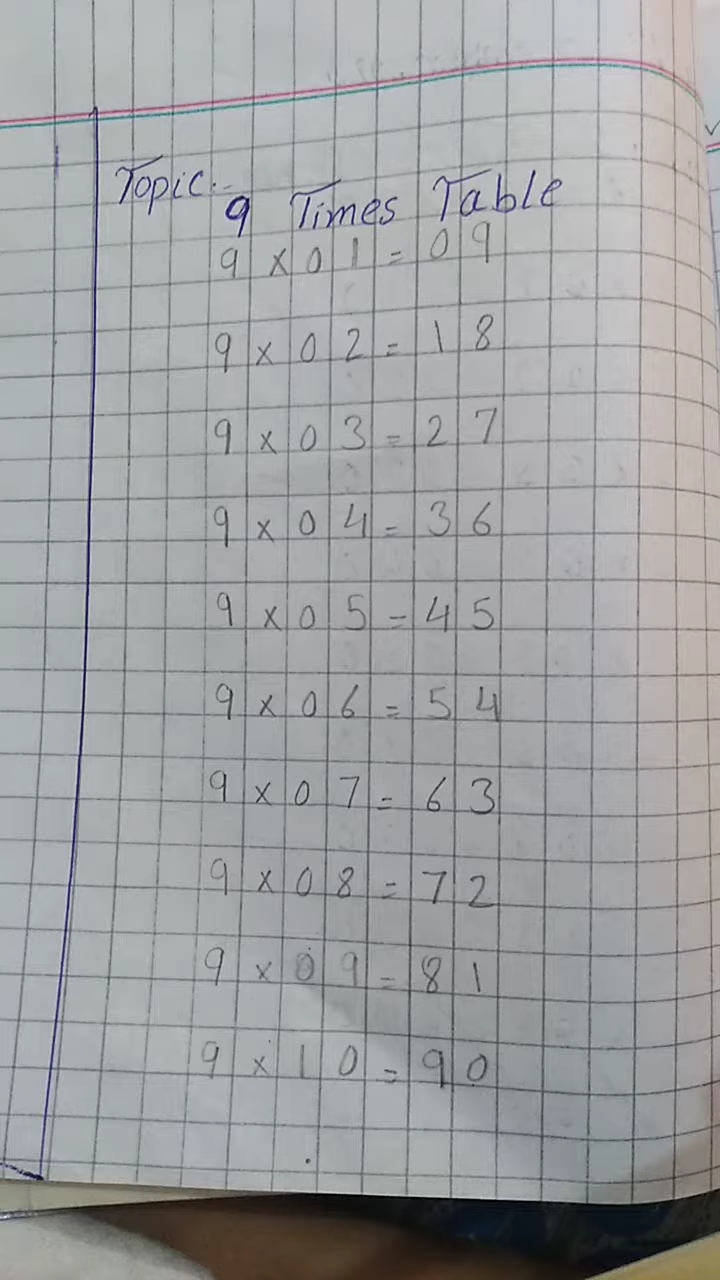 Topic:-
9 Times Table
9 × 01 = 09
9 × 02 = 18
9 × 03 = 27
9 × 04 = 36
9 × 05 = 45
9 × 06 = 54
9 × 07 = 63
9 × 08 = 72
9 × 09 = 81
9 × 10 = 90